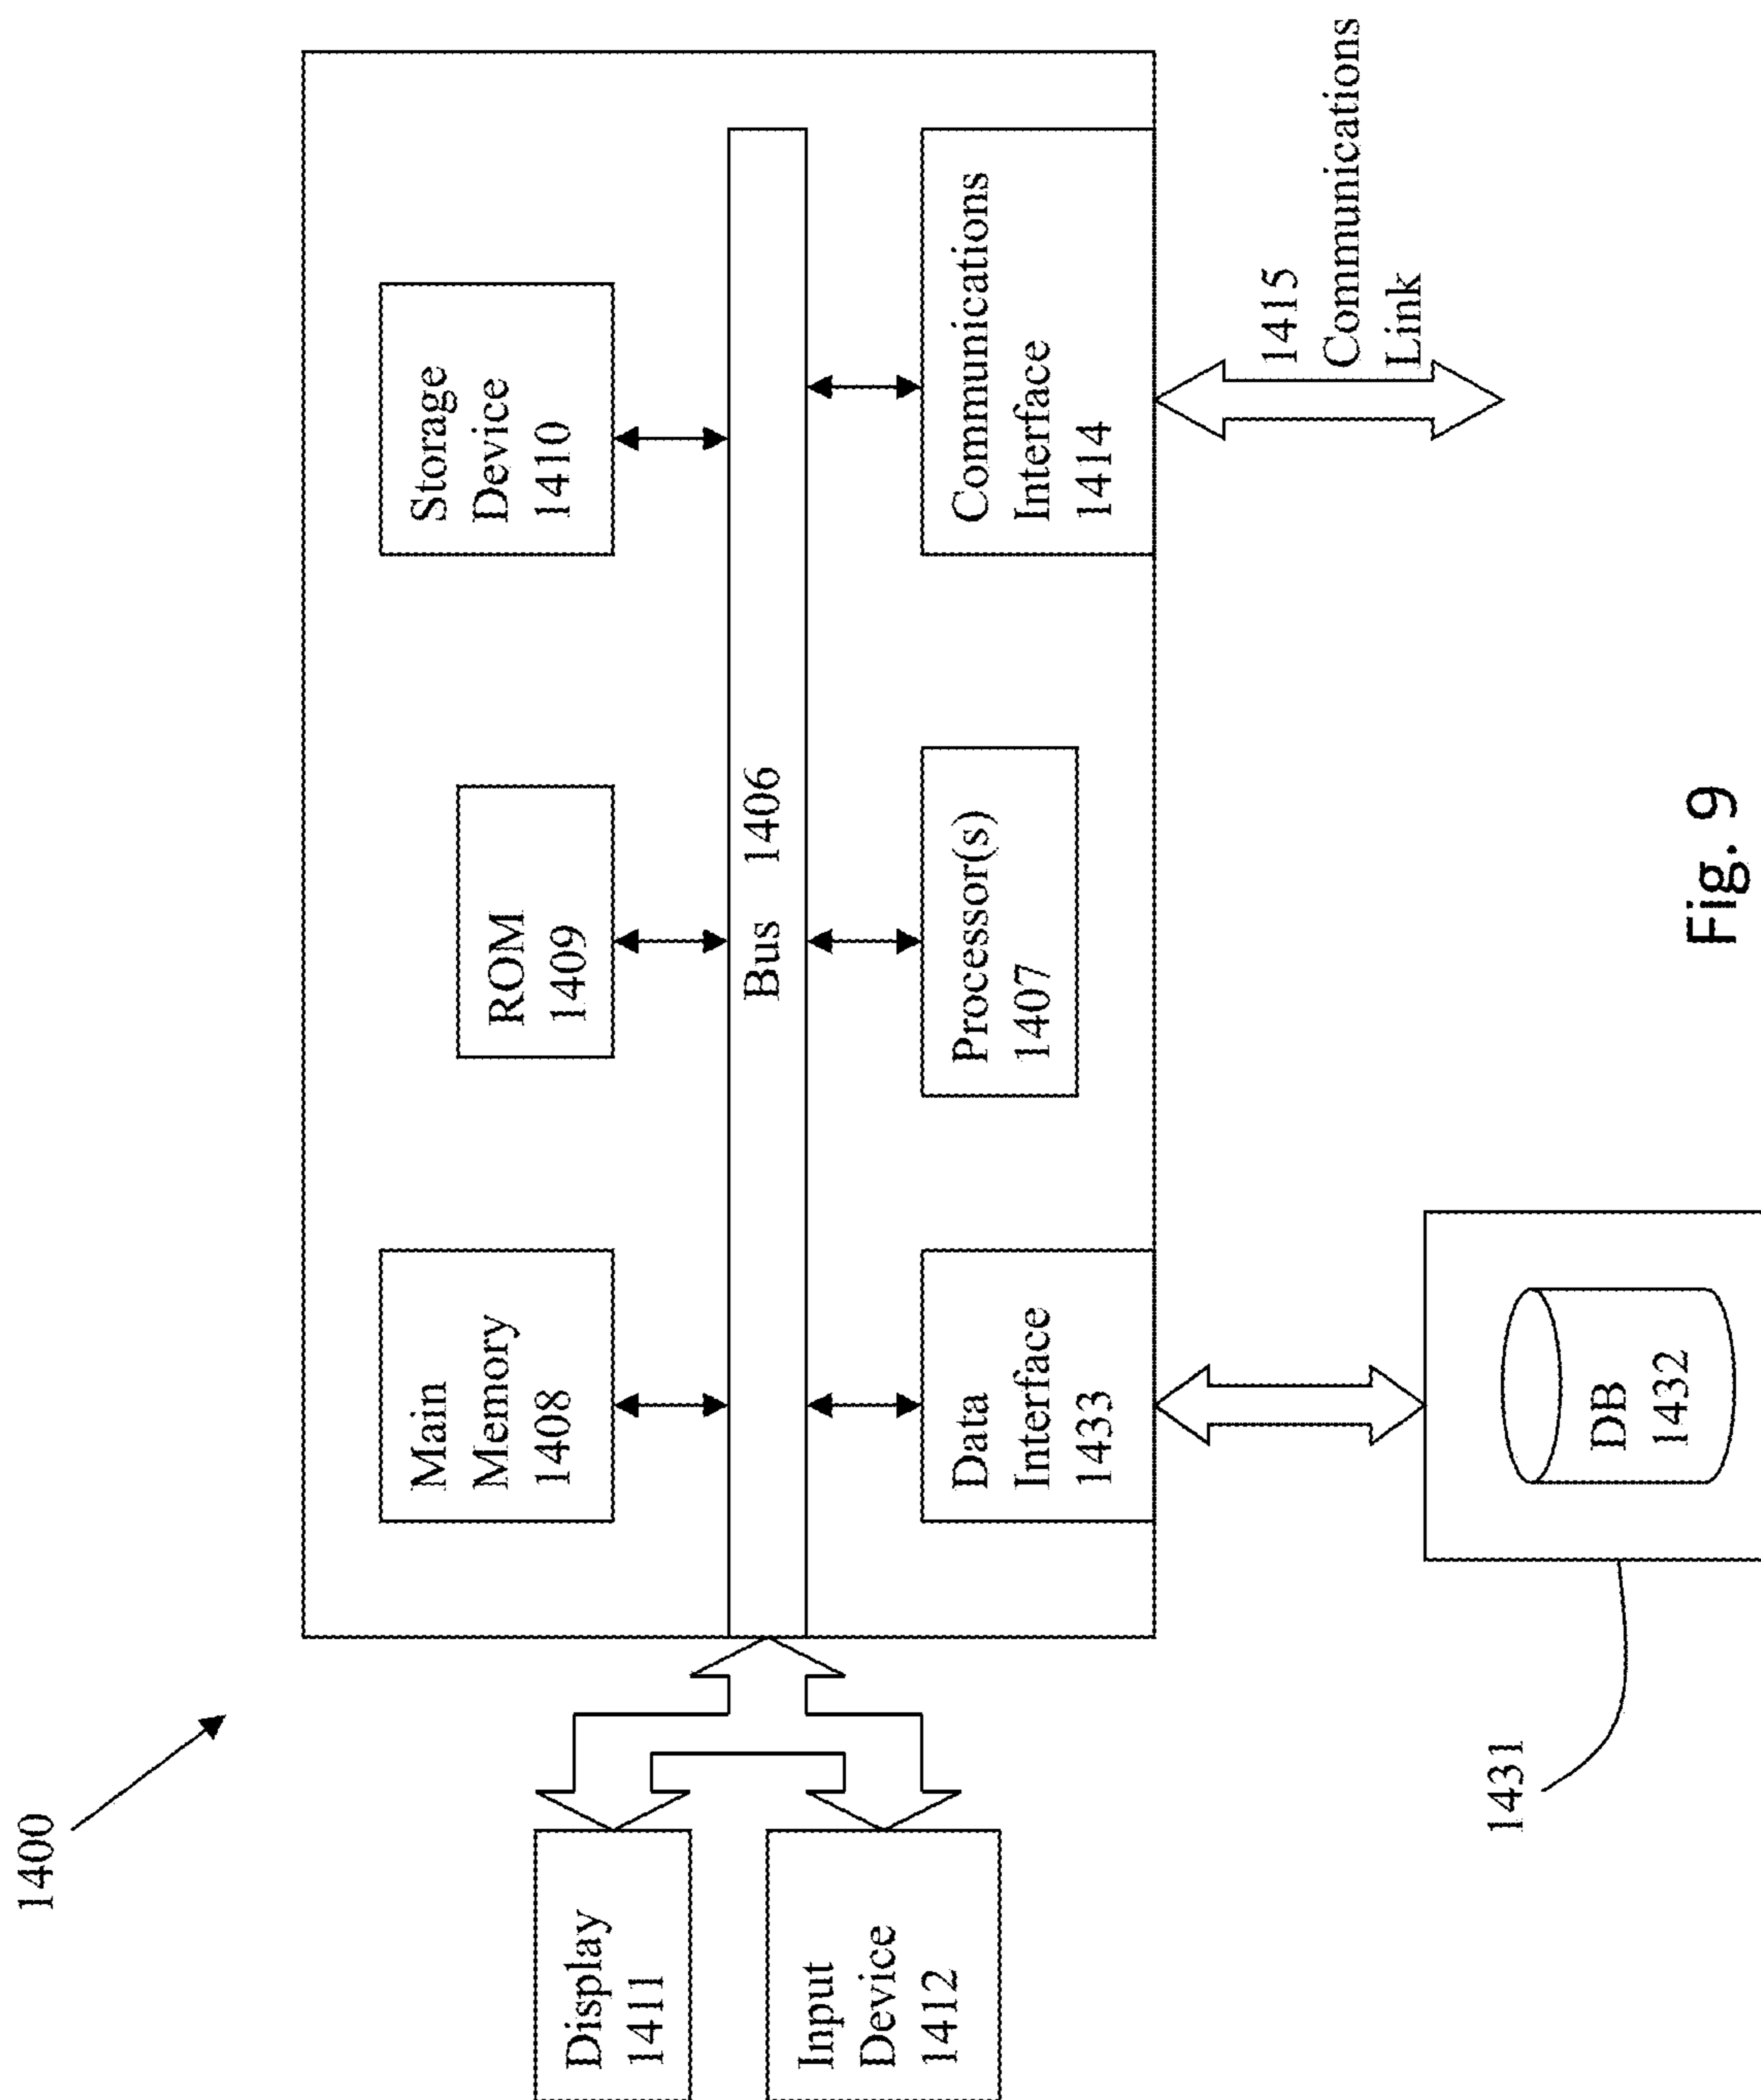 1400
Main
Memory
1408
ROM
1409
Storage
Device
1410
Display
1411
Bus 1406
Input
Device
1412
Data
Interface
1433
Processor(s)
1407
Communications
Interface
1414
1415
Communications
Link
1431
DB
1432
Fig. 9